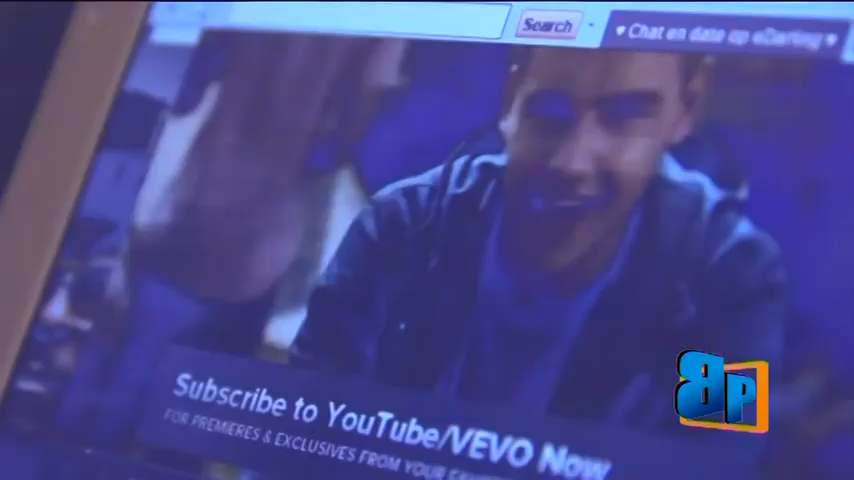 Search
♥ Chat en date op eDarling ♥
Subscribe to YouTube/VEVO Now
FOR PREMIERES & EXCLUSIVES FROM YOUR
BP